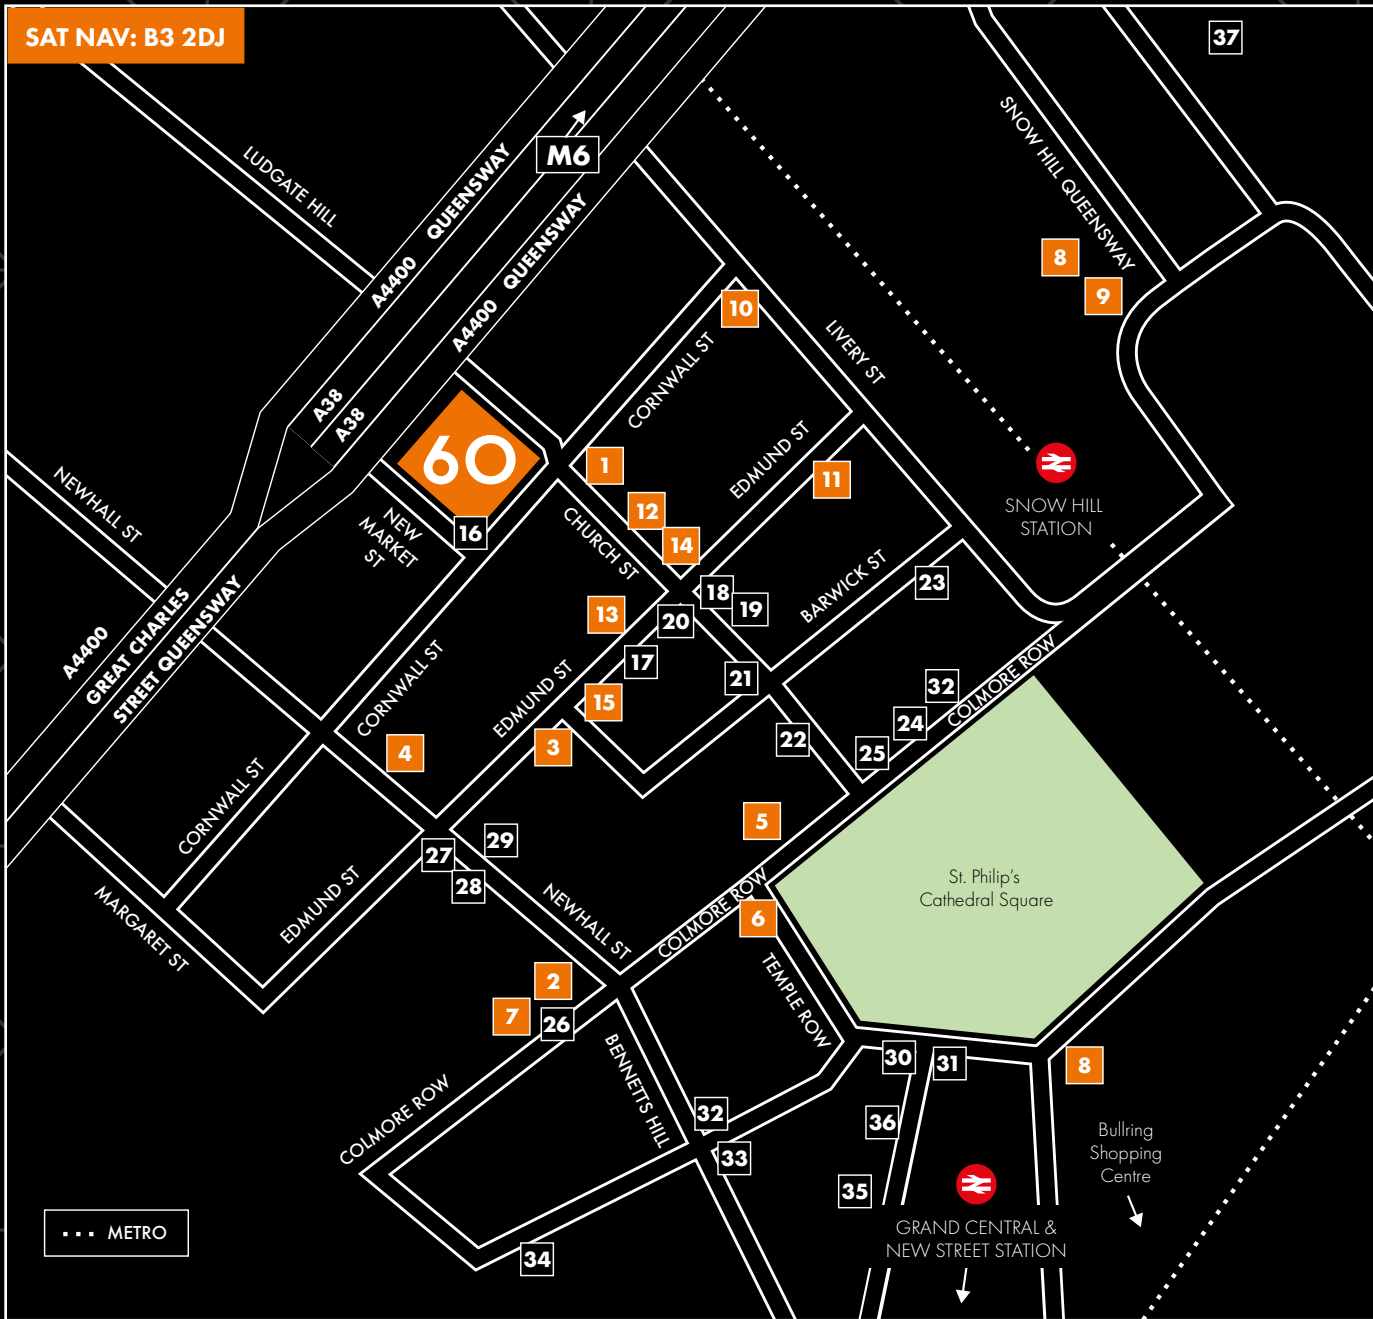 SAT NAV: B3 2DJ
37
M6
LUDGATE HILL
A4400 QUEENSWAY
A4400 QUEENSWAY
SNOW HILL QUEENSWAY
8
9
10
LIVERY ST
CORNWALL ST
A38
A38
60
1
EDMUND ST
11
NEWHALL ST
SNOW HILL
STATION
12
14
16
NEW
MARKET
ST
CHURCH ST
BARWICK ST
23
18
19
13
20
A4400
GREAT CHARLES
STREET QUEENSWAY
17
21
32
COLMORE ROW
CORNWALL ST
EDMUND ST
15
24
22
25
4
3
CORNWALL ST
5
29
27
28
St. Philip's
Cathedral Square
MARGARET ST
EDMUND ST
NEWHALL ST
COLMORE ROW
6
TEMPLE ROW
2
7
26
BENNETTS HILL
30
31
8
COLMORE ROW
32
36
33
35
Bullring
Shopping
Centre
METRO
GRAND CENTRAL &
NEW STREET STATION
34